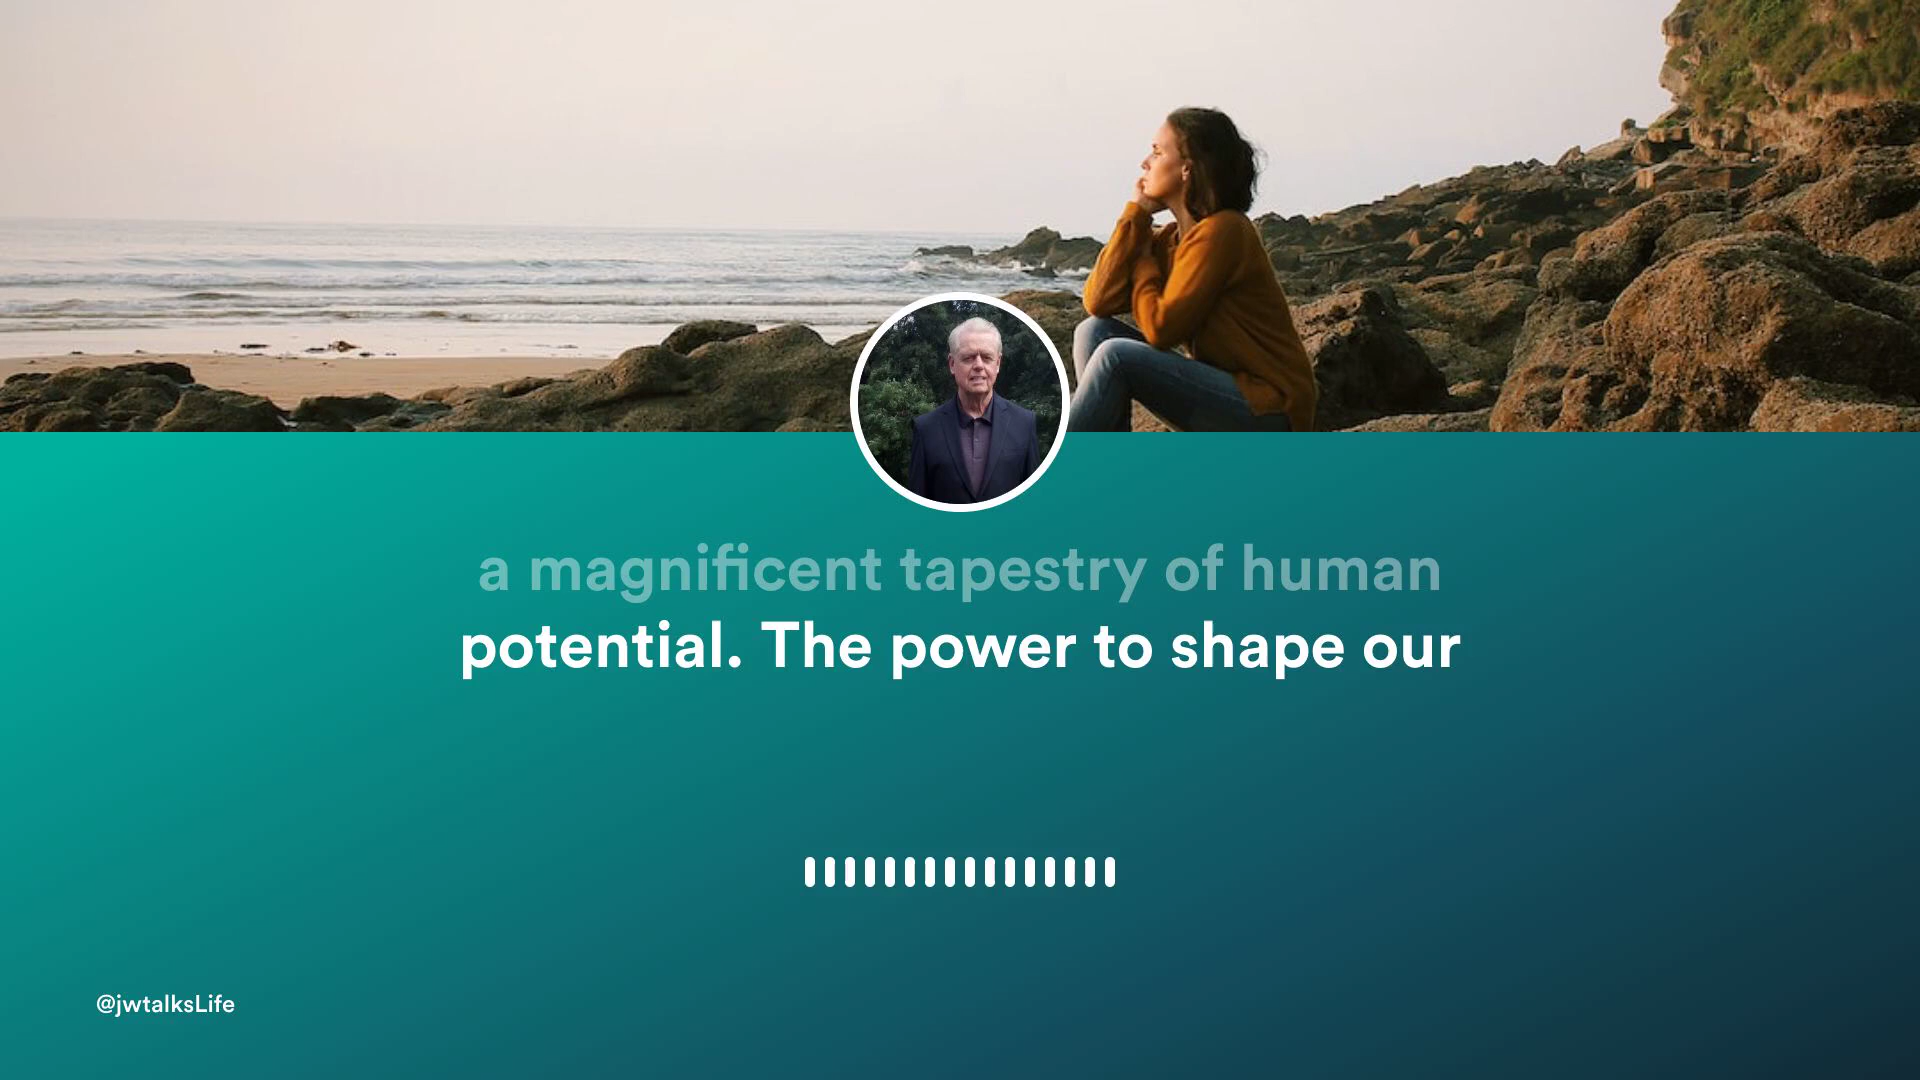 a magnificent tapestry of human
potential. The power to shape our
@jwtalksLife